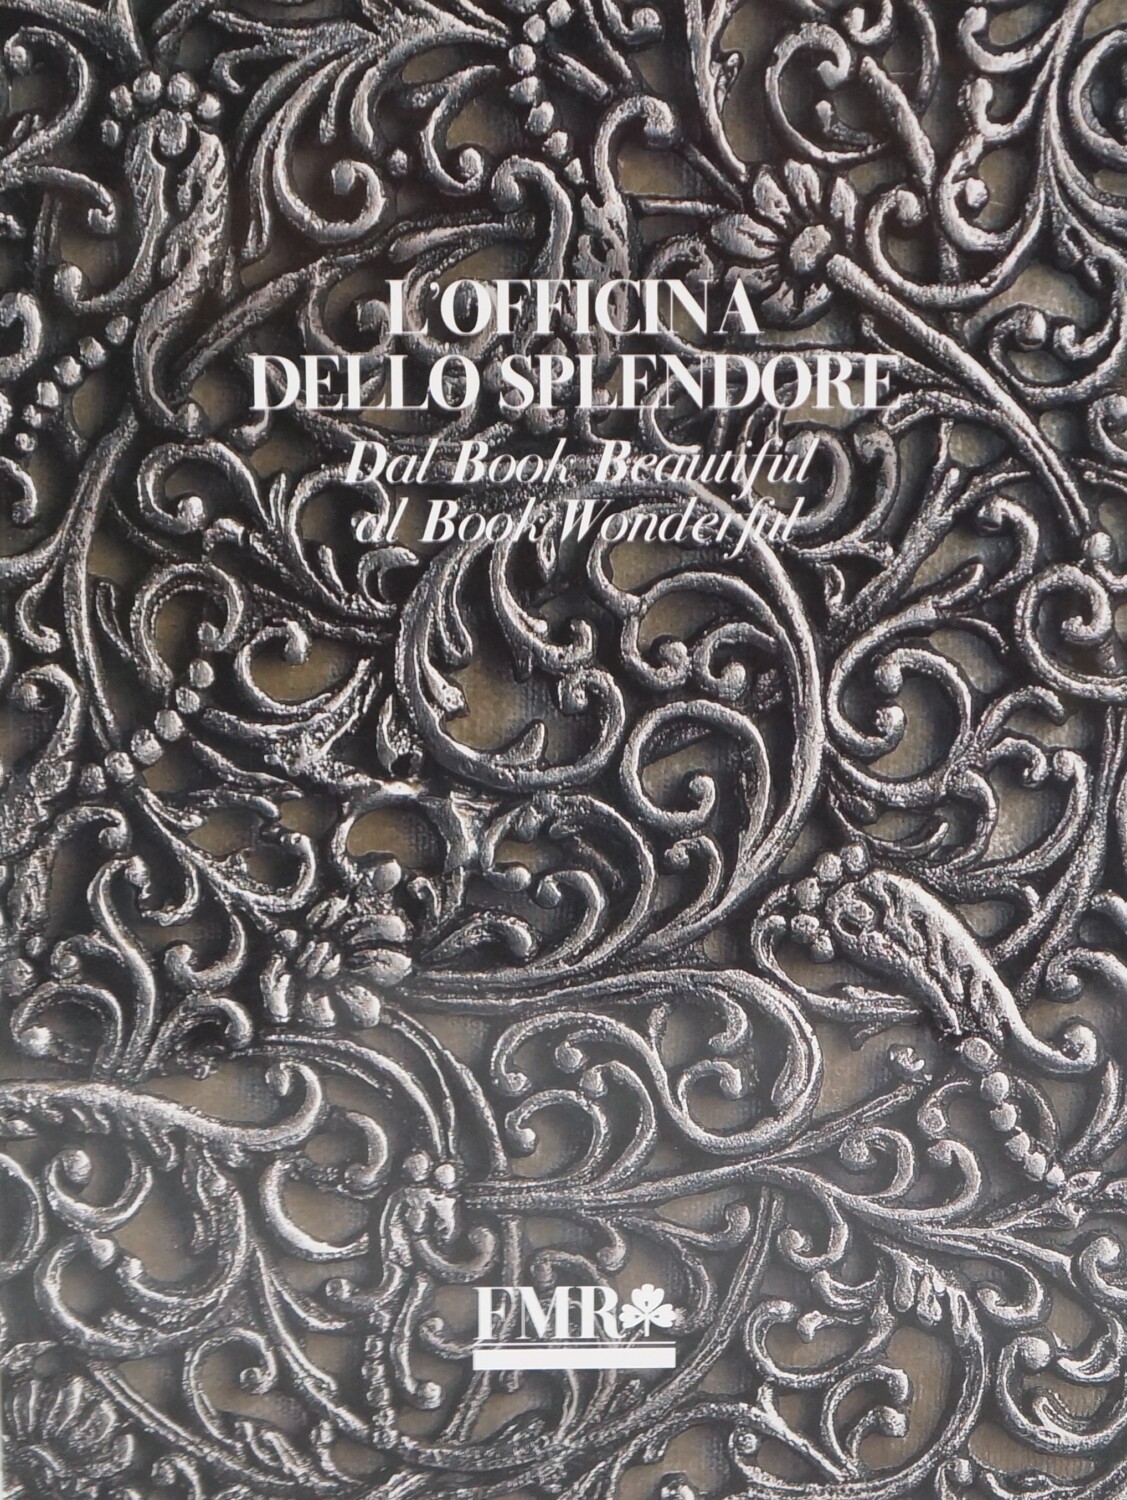 L'OFFICINA
DELLO SPLENDORE
Dal Book Beautiful
al Book Wonderful
FMR